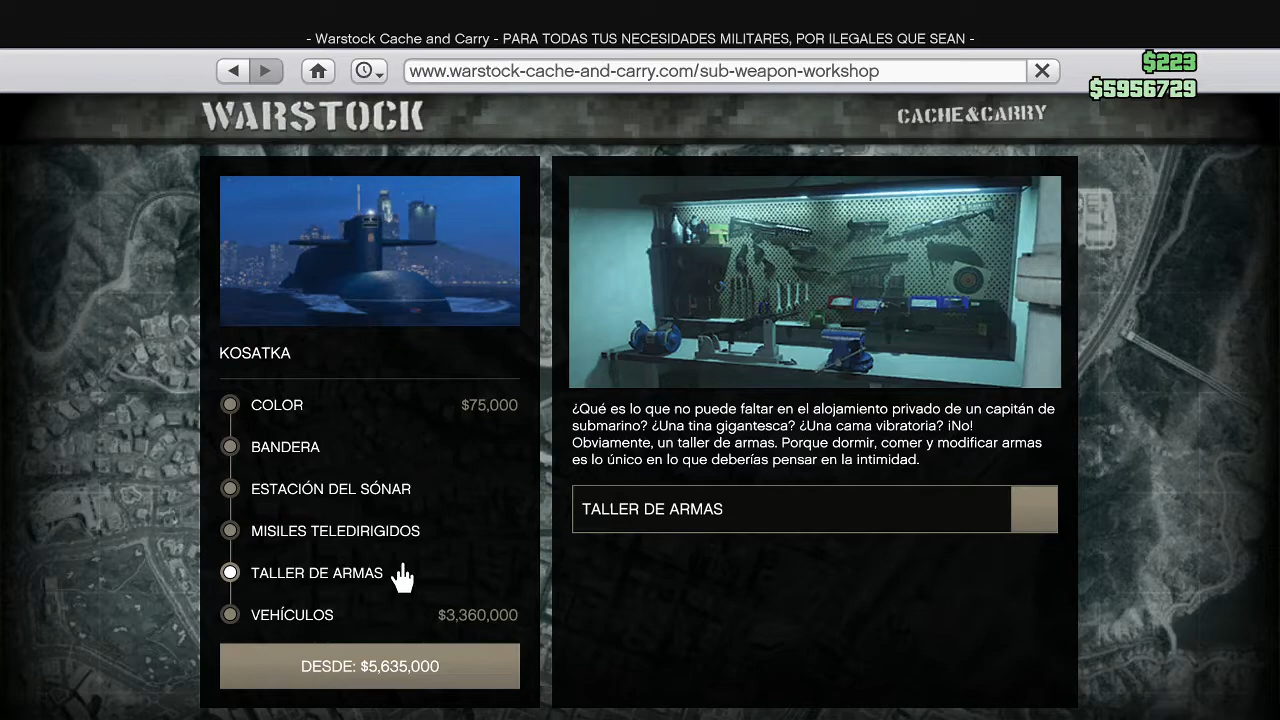 - Warstock Cache and Carry - PARA TODAS TUS NECESIDADES MILITARES, POR ILEGALES QUE SEAN -
www.warstock-cache-and-carry.com/sub-weapon-workshop
$223
$5956729
WARSTOCK
CACHE&CARRY
KOSATKA
COLOR $75,000
BANDERA
ESTACIÓN DEL SÓNAR
MISILES TELEDIRIGIDOS
TALLER DE ARMAS
VEHÍCULOS $3,360,000
DESDE: $5,635,000
¿Qué es lo que no puede faltar en el alojamiento privado de un capitán de
submarino? ¿Una tina gigantesca? ¿Una cama vibratoria? ¡No!
Obviamente, un taller de armas. Porque dormir, comer y modificar armas
es lo único en lo que deberías pensar en la intimidad.
TALLER DE ARMAS